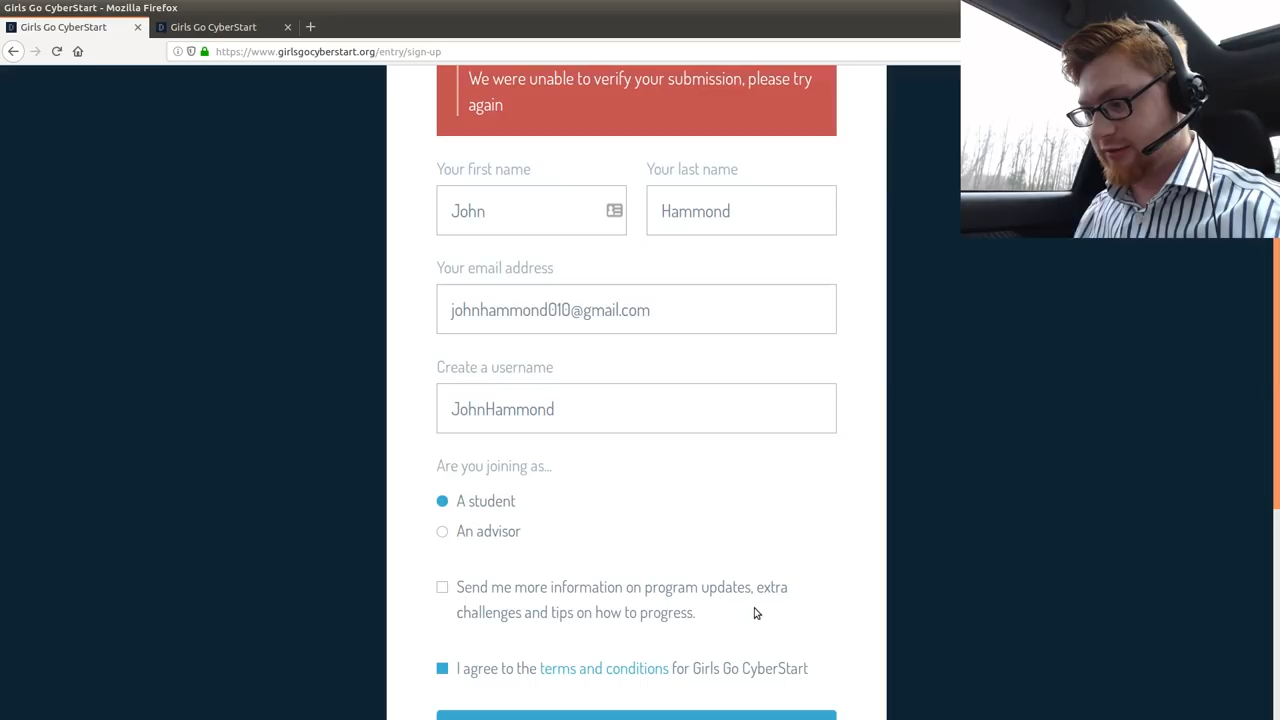 Girls Go CyberStart - Mozilla Firefox
Girls Go CyberStart
Girls Go CyberStart
https://www.girlsgocyberstart.org/entry/sign-up
We were unable to verify your submission, please try
again
Your first name
Your last name
John
Hammond
Your email address
johnhammond010@gmail.com
Create a username
JohnHammond
Are you joining as...
A student
An advisor
Send me more information on program updates, extra
challenges and tips on how to progress.
I agree to the terms and conditions for Girls Go CyberStart